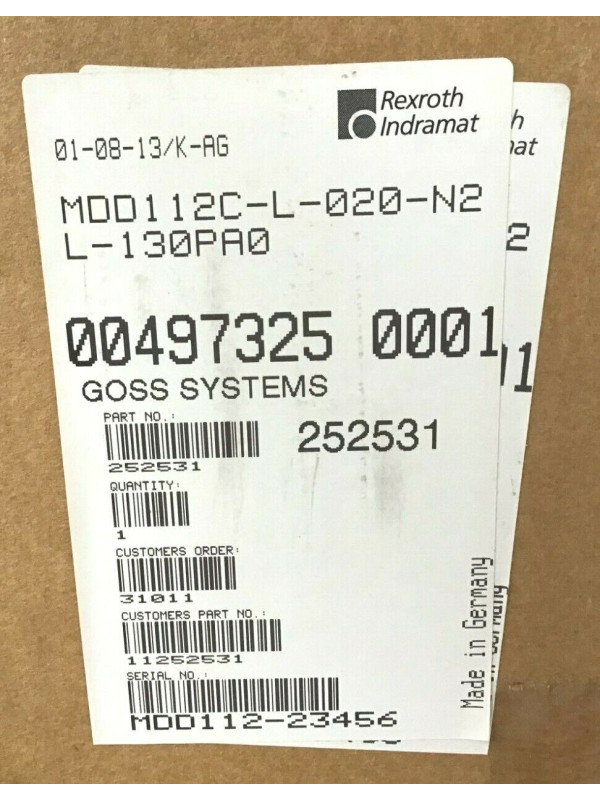 Rexroth
Indramat
01-08-13/K-AG
MDD112C-L-020-N2
L-130PA0
00497325 0001
GOSS SYSTEMS
PART NO.:
252531
252531
QUANTITY:
1
CUSTOMERS ORDER:
31011
CUSTOMERS PART NO.:
11252531
SERIAL NO.:
MDD112-23456
Made in Germany